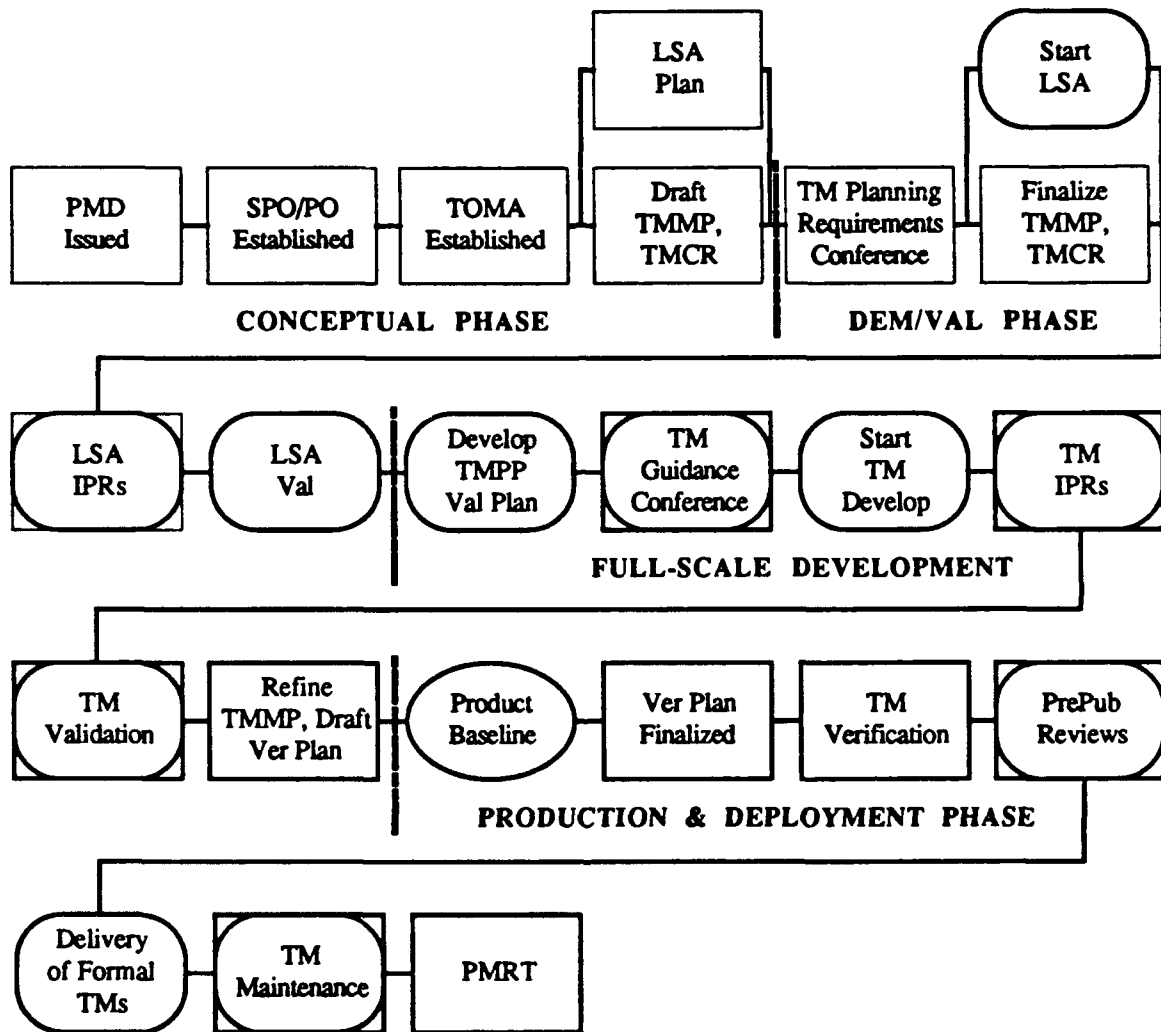 LSA
Plan
Start
LSA
PMD
Issued
SPO/PO
Established
TOMA
Established
Draft
TMMP,
TMCR
TM Planning
Requirements
Conference
Finalize
TMMP,
TMCR
CONCEPTUAL PHASE
DEM/VAL PHASE
LSA
IPRs
LSA
Val
Develop
TMPP
Val Plan
TM
Guidance
Conference
Start
TM
Develop
TM
IPRs
FULL-SCALE DEVELOPMENT
TM
Validation
Refine
TMMP, Draft
Ver Plan
Product
Baseline
Ver Plan
Finalized
TM
Verification
PrePub
Reviews
PRODUCTION & DEPLOYMENT PHASE
Delivery
of Formal
TMs
TM
Maintenance
PMRT